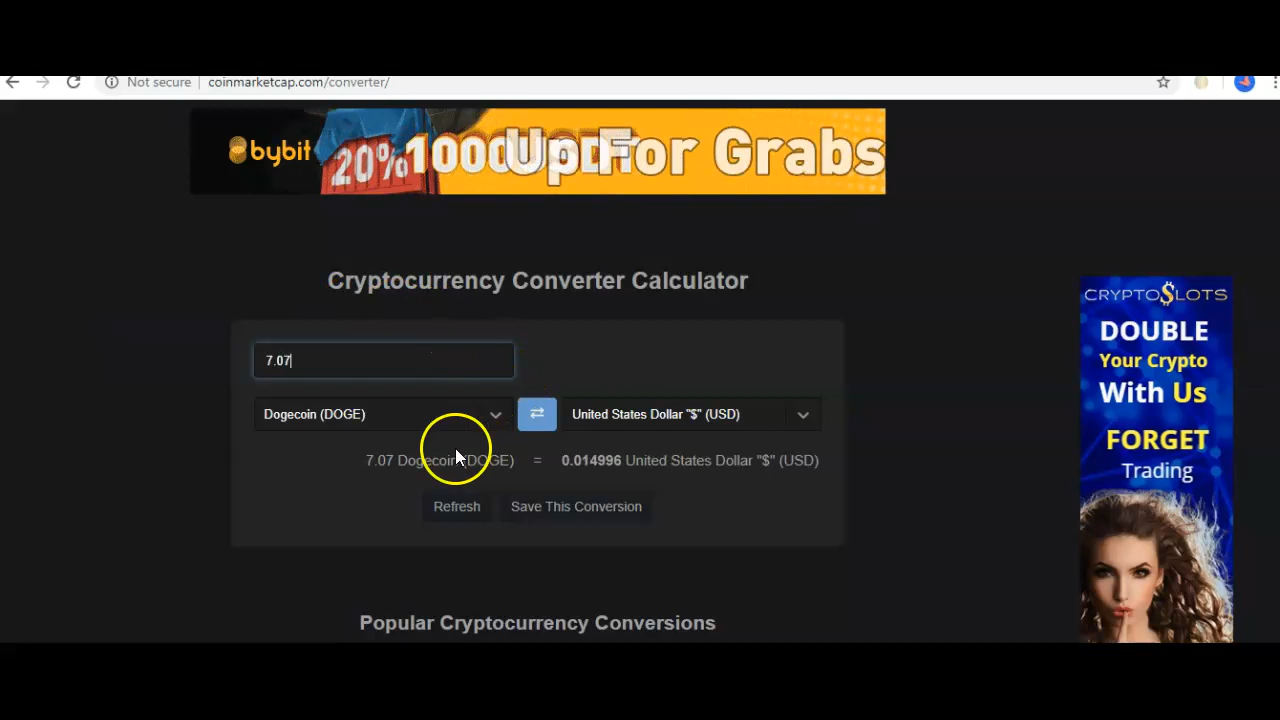 Not secure | coinmarketcap.com/converter/
bybit 20% For Grabs
Cryptocurrency Converter Calculator
7.07
Dogecoin (DOGE) United States Dollar "$" (USD)
7.07 Dogecoin (DOGE) = 0.014996 United States Dollar "$" (USD)
Refresh Save This Conversion
Popular Cryptocurrency Conversions
CRYPTOSLOTS
DOUBLE
Your Crypto
With Us
FORGET
Trading